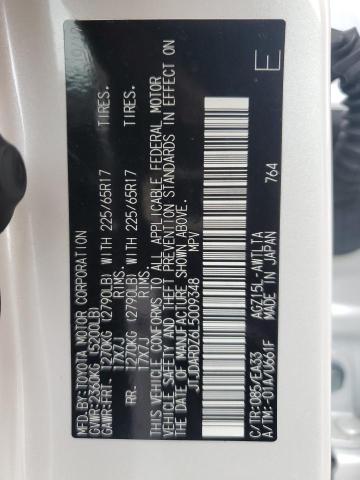 MFD.BY:TOYOTA MOTOR CORPORATION
GVWR:2360KG (5200LB)
GAWR:FRT. 1270KG (2790LB) WITH 225/65R17 TIRES.
17X7J RIMS.
RR. 1270KG (2790LB) WITH 225/65R17 TIRES.
17X7J RIMS.
THIS VEHICLE CONFORMS TO ALL APPLICABLE FEDERAL MOTOR
VEHICLE SAFETY AND THEFT PREVENTION STANDARDS IN EFFECT ON
THE DATE OF MANUFACTURE SHOWN ABOVE.
JTJDARDZ6L5009348 MPV
C/TR:085/EA33 AGZ15L-AWTLTA
A/TM:-01A/U661F MADE IN JAPAN 764
E